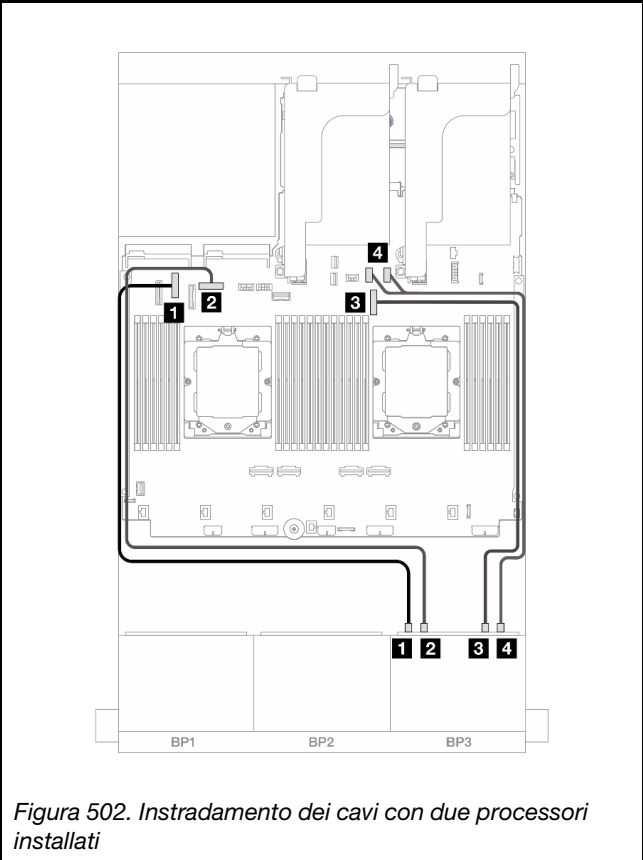 4
1
2
3
1
2
3
4
BP1
BP2
BP3
Figura 502. Instradamento dei cavi con due processori
installati